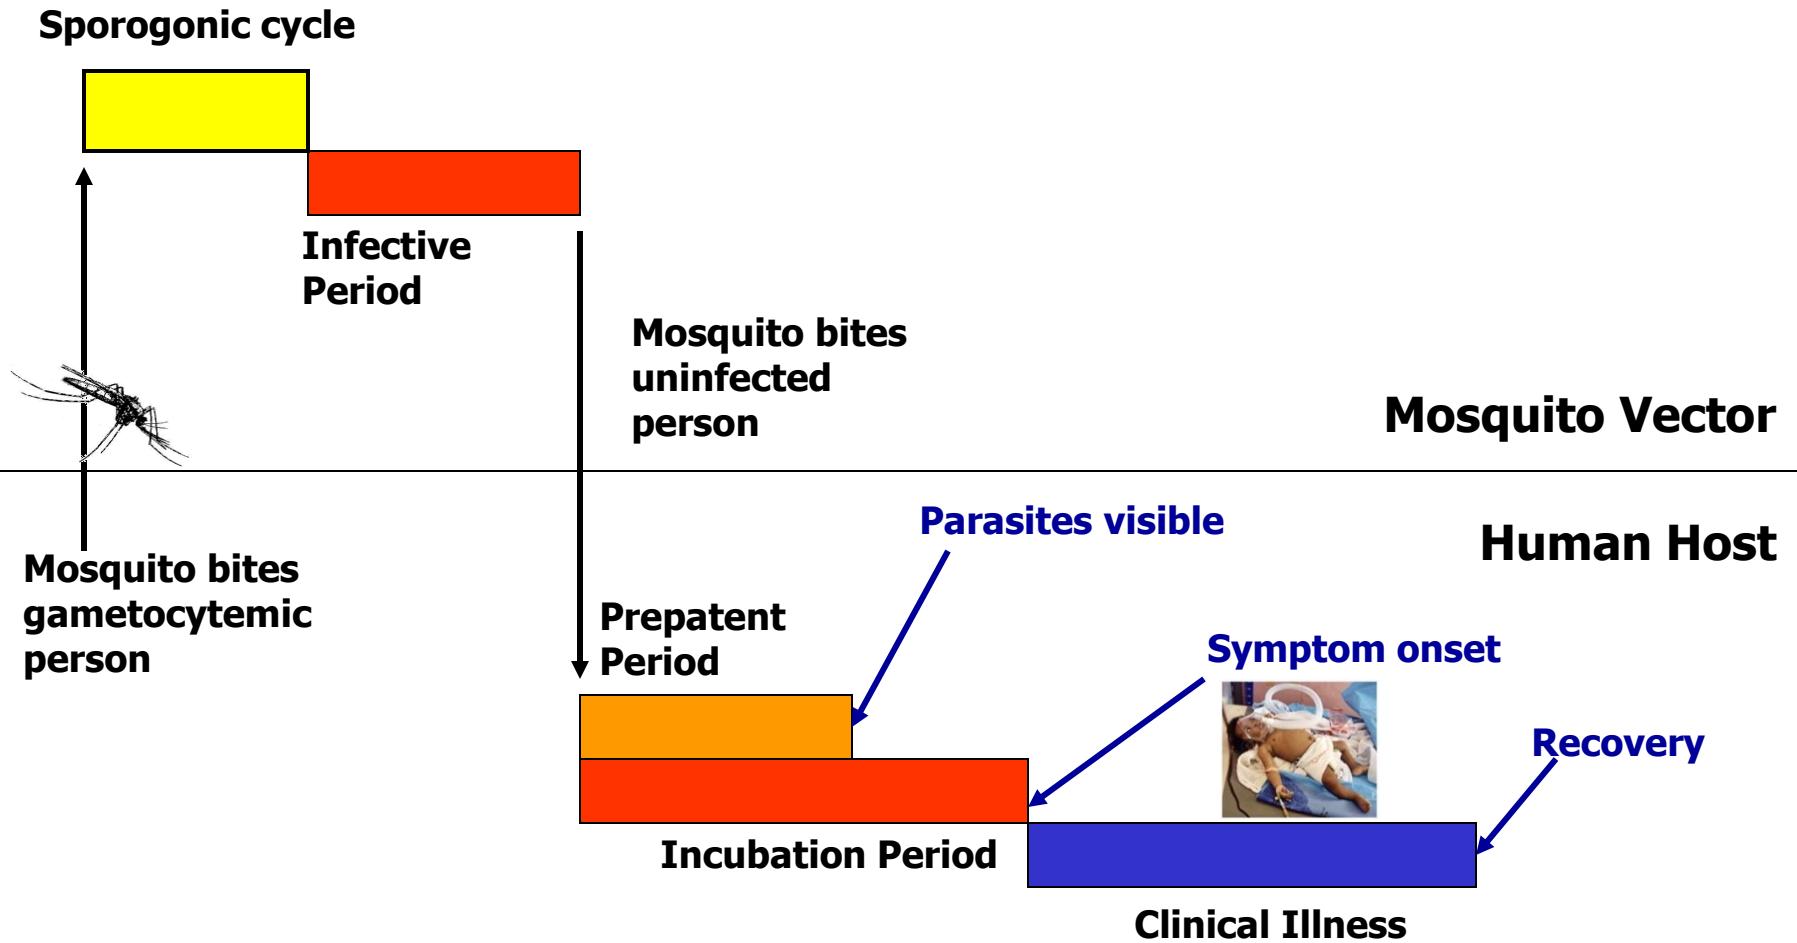 Sporogonic cycle
Infective
Period
Mosquito bites
uninfected
person
Mosquito Vector
Human Host
Mosquito bites
gametocytemic
person
Parasites visible
Prepatent
Period
Symptom onset
Recovery
Incubation Period
Clinical Illness